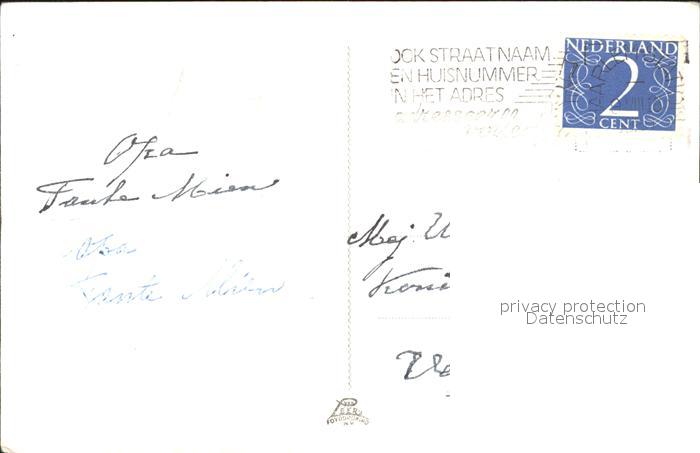 OOK STRAATNAAM
EN HUISNUMMER
IN HET ADRES
NEDERLAND
2
CENT
Opa
Tante Mien
Opa
Tante Mien
Mej.
privacy protection
Datenschutz